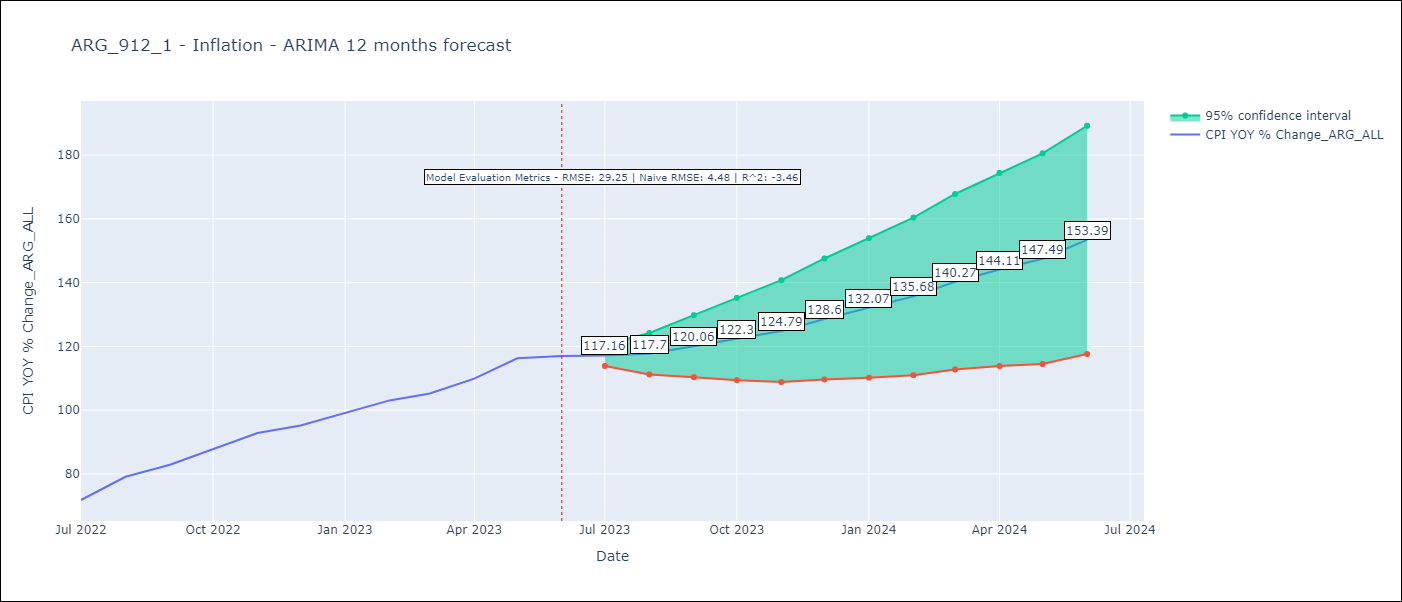 ARG_912_1 - Inflation - ARIMA 12 months forecast
95% confidence interval
CPI YOY % Change_ARG_ALL
Model Evaluation Metrics - RMSE: 29.25 | Naive RMSE: 4.48 | R^2: -3.46
CPI YOY % Change_ARG_ALL
180
160
140
120
100
80
117.16
117.7
120.06
122.3
124.79
128.6
132.07
135.68
140.27
144.11
147.49
153.39
Jul 2022
Oct 2022
Jan 2023
Apr 2023
Jul 2023
Oct 2023
Jan 2024
Apr 2024
Jul 2024
Date